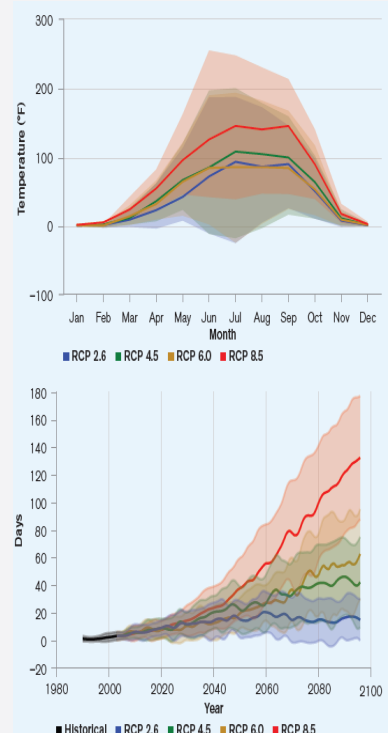 300
200
100
0
−100
Temperature (°F)
Jan Feb Mar Apr May Jun Jul Aug Sep Oct Nov Dec
Month
RCP 2.6 RCP 4.5 RCP 6.0 RCP 8.5
180
160
140
120
100
80
60
40
20
0
−20
Days
1980 2000 2020 2040 2060 2080 2100
Year
Historical RCP 2.6 RCP 4.5 RCP 6.0 RCP 8.5